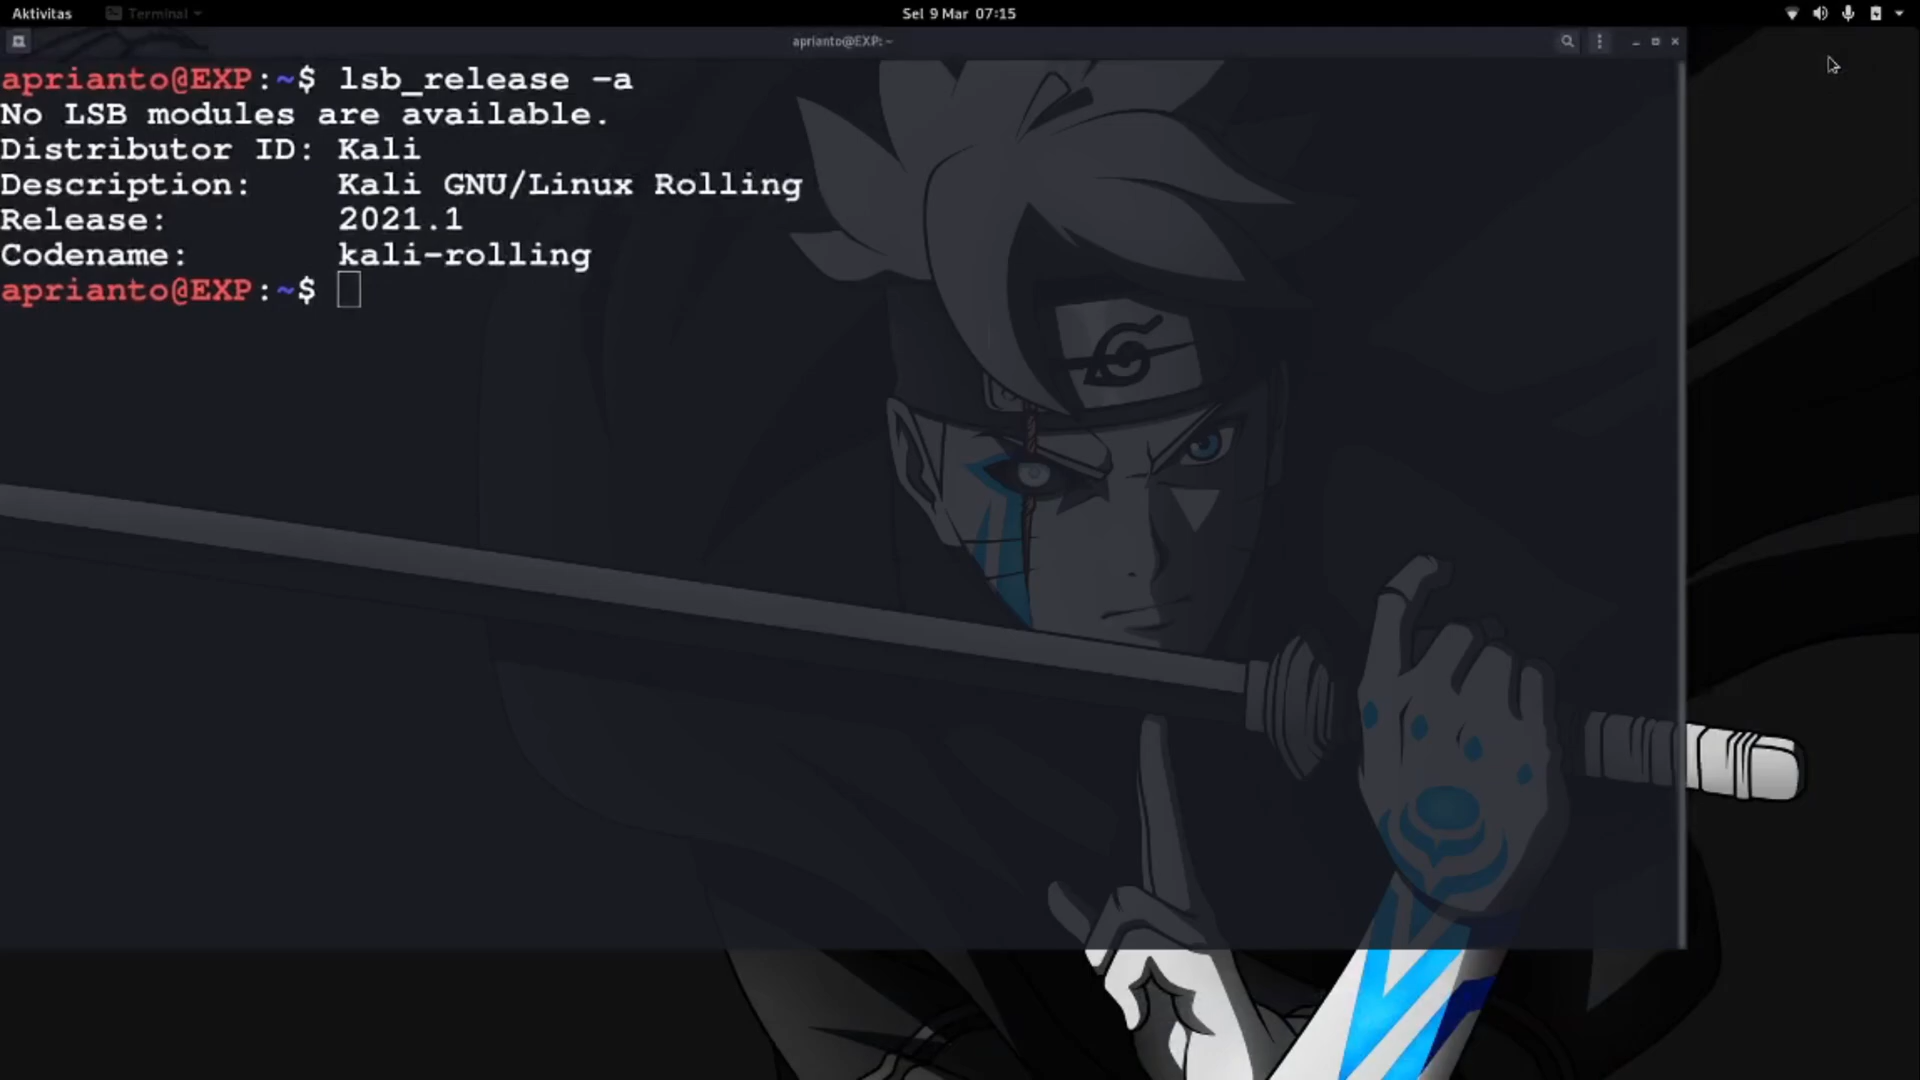 Aktivitas
Terminal
Sel 9 Mar 07:15
aprianto@EXP: ~
aprianto@EXP:~$ lsb_release -a
No LSB modules are available.
Distributor ID: Kali
Description: Kali GNU/Linux Rolling
Release: 2021.1
Codename: kali-rolling
aprianto@EXP:~$